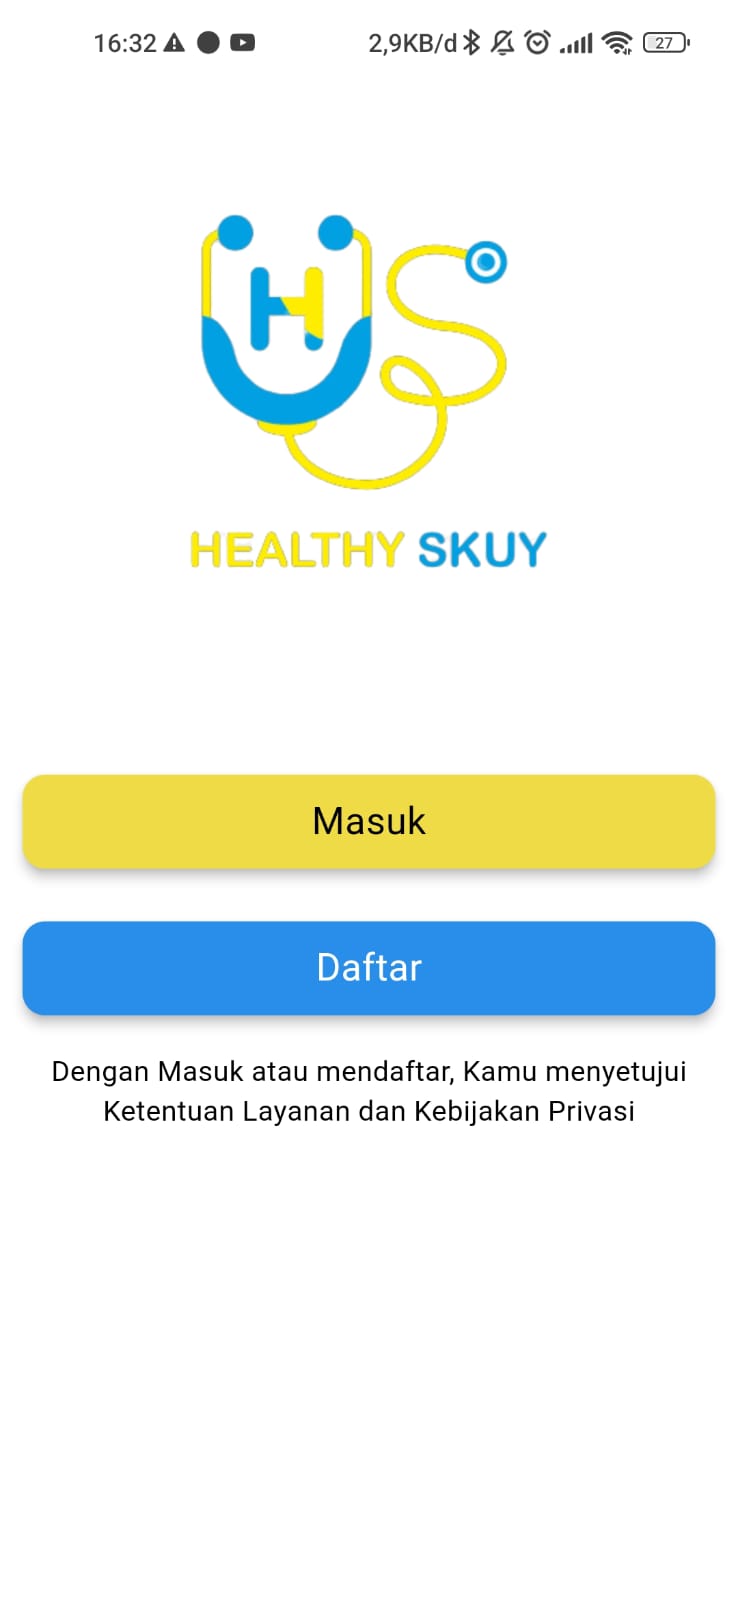 16:32 2,9KB/d 27
H
HEALTHY SKUY
Masuk
Daftar
Dengan Masuk atau mendaftar, Kamu menyetujui
Ketentuan Layanan dan Kebijakan Privasi